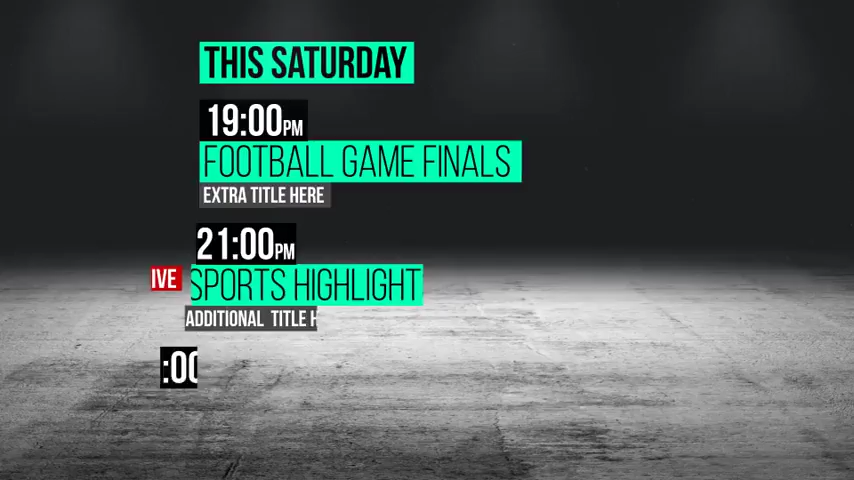 THIS SATURDAY
19:00PM
FOOTBALL GAME FINALS
EXTRA TITLE HERE
21:00PM
IVE
SPORTS HIGHLIGHT
ADDITIONAL TITLE H
:00